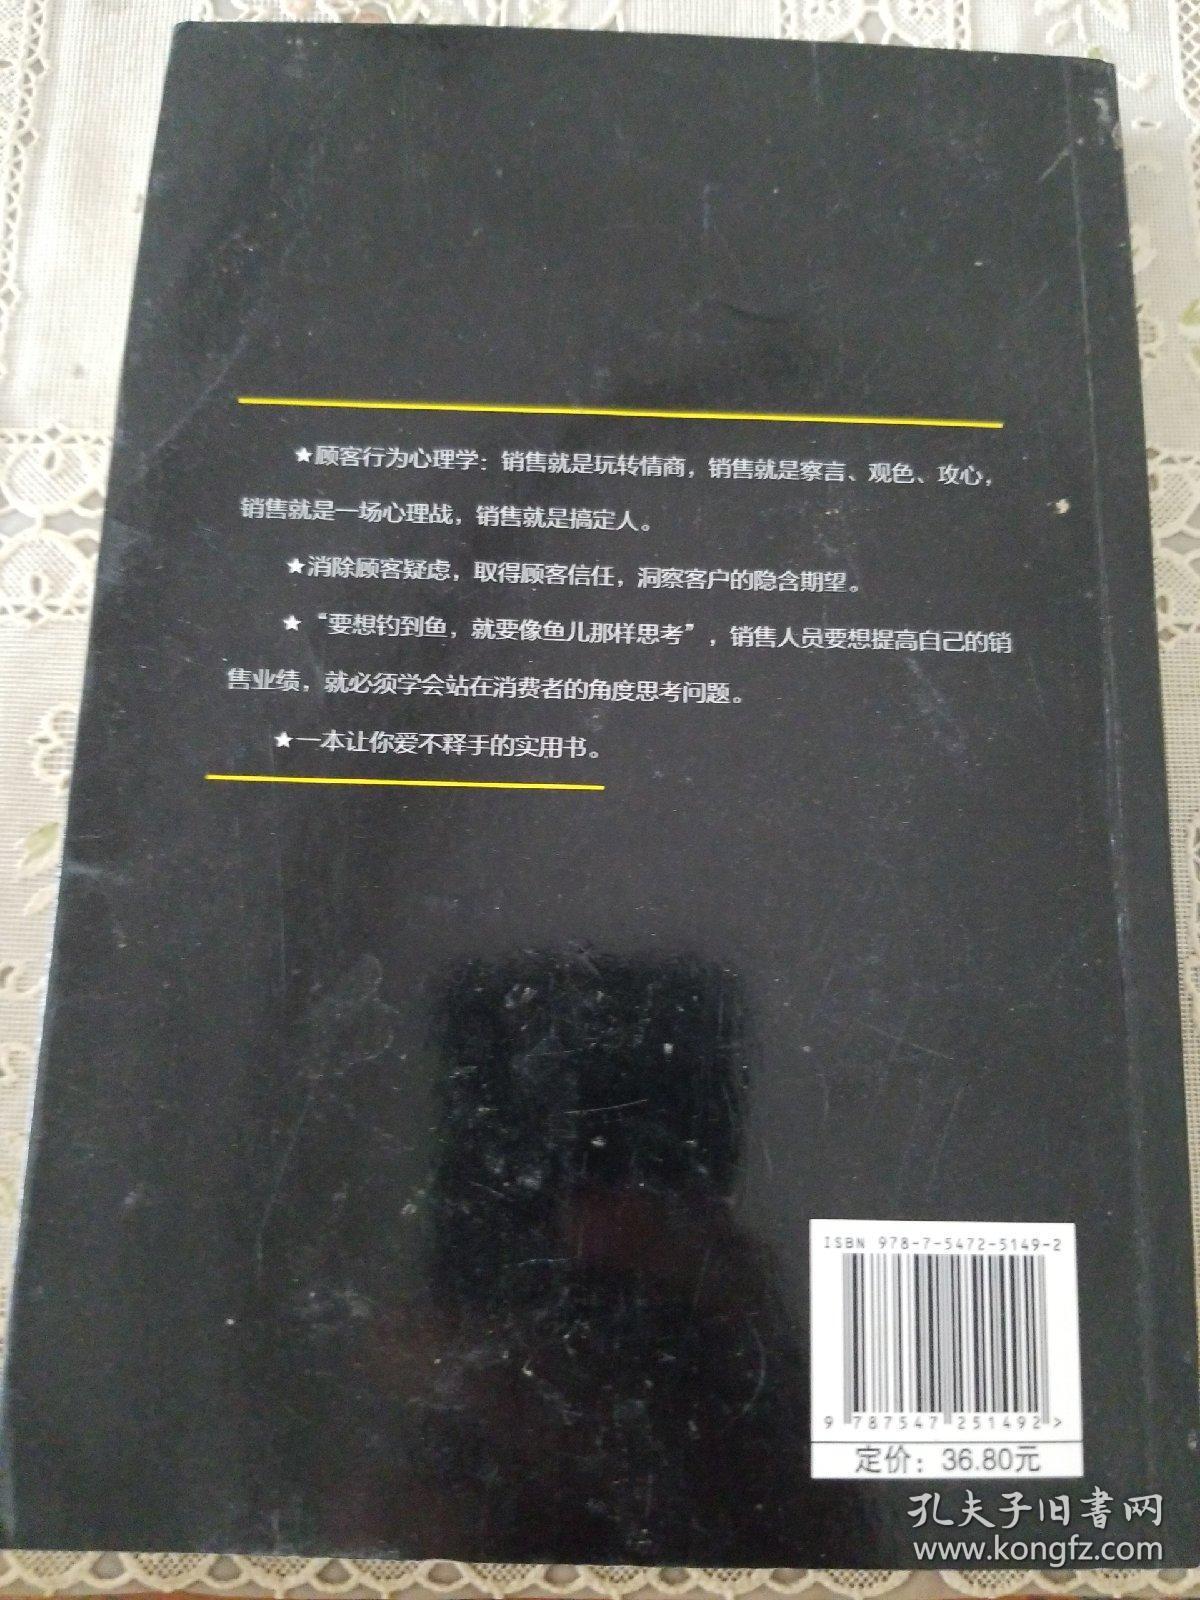 ★顾客行为心理学：销售就是玩转情商，销售就是察言、观色、攻心，
销售就是一场心理战，销售就是搞定人。
★消除顾客疑虑，取得顾客信任，洞察客户的隐含期望。
★“要想钓到鱼，就要像鱼儿那样思考”，销售人员要想提高自己的销
售业绩，就必须学会站在消费者的角度思考问题。
★一本让你爱不释手的实用书。
ISBN 978-7-5472-5149-2
9 787547 251492 >
定价：36.80元
孔夫子旧書网
www.kongfz.com